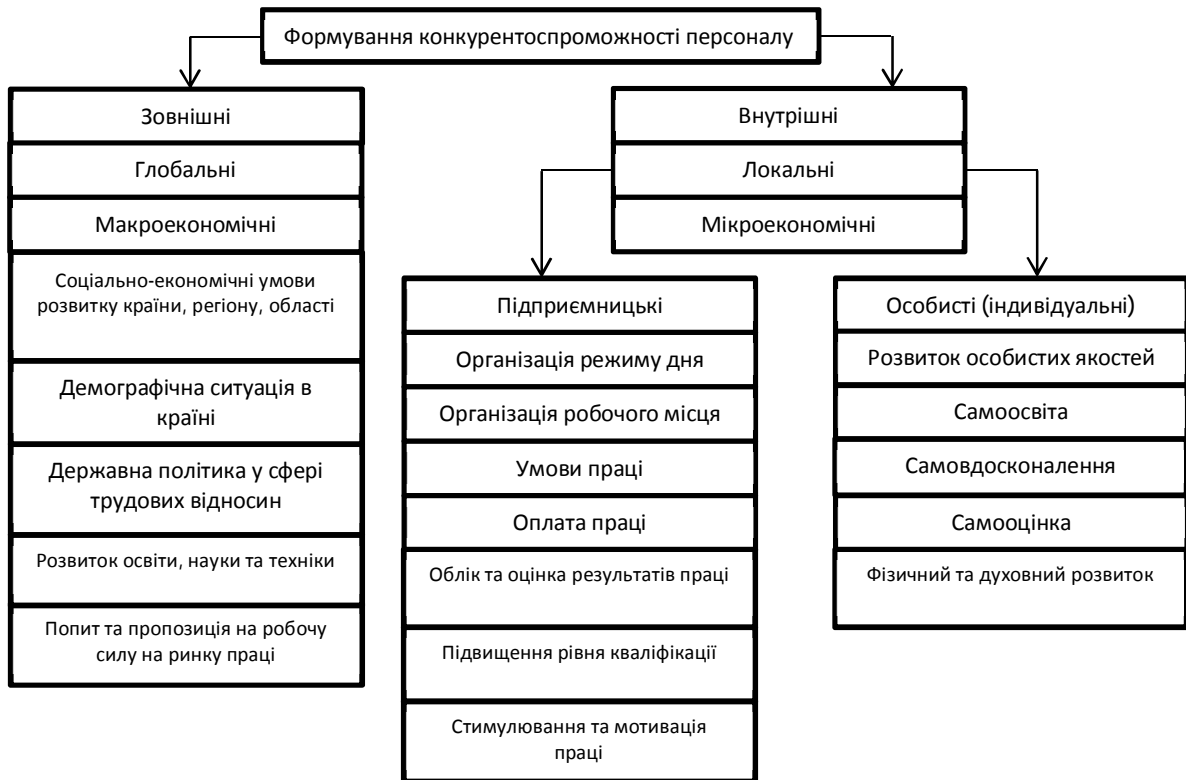 Формування конкурентоспроможності персоналу
Зовнішні
Глобальні
Макроекономічні
Соціально-економічні умови
розвитку країни, регіону, області
Демографічна ситуація в
країні
Державна політика у сфері
трудових відносин
Розвиток освіти, науки та техніки
Попит та пропозиція на робочу
силу на ринку праці
Внутрішні
Локальні
Мікроекономічні
Підприємницькі
Організація режиму дня
Організація робочого місця
Умови праці
Оплата праці
Облік та оцінка результатів праці
Підвищення рівня кваліфікації
Стимулювання та мотивація
праці
Особисті (індивідуальні)
Розвиток особистих якостей
Самоосвіта
Самовдосконалення
Самооцінка
Фізичний та духовний розвиток